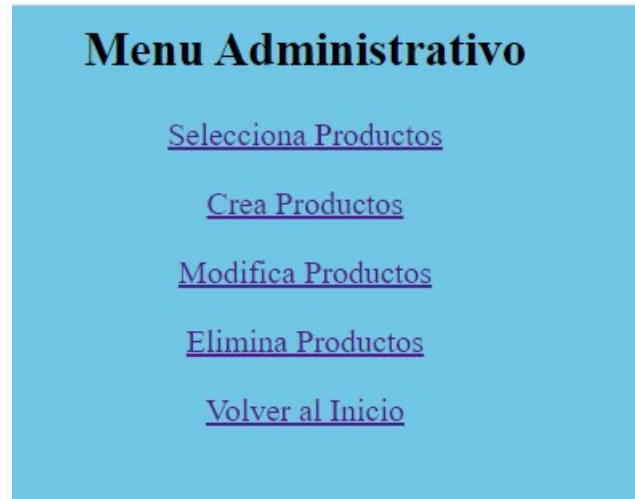 Menu Administrativo
Selecciona Productos
Crea Productos
Modifica Productos
Elimina Productos
Volver al Inicio